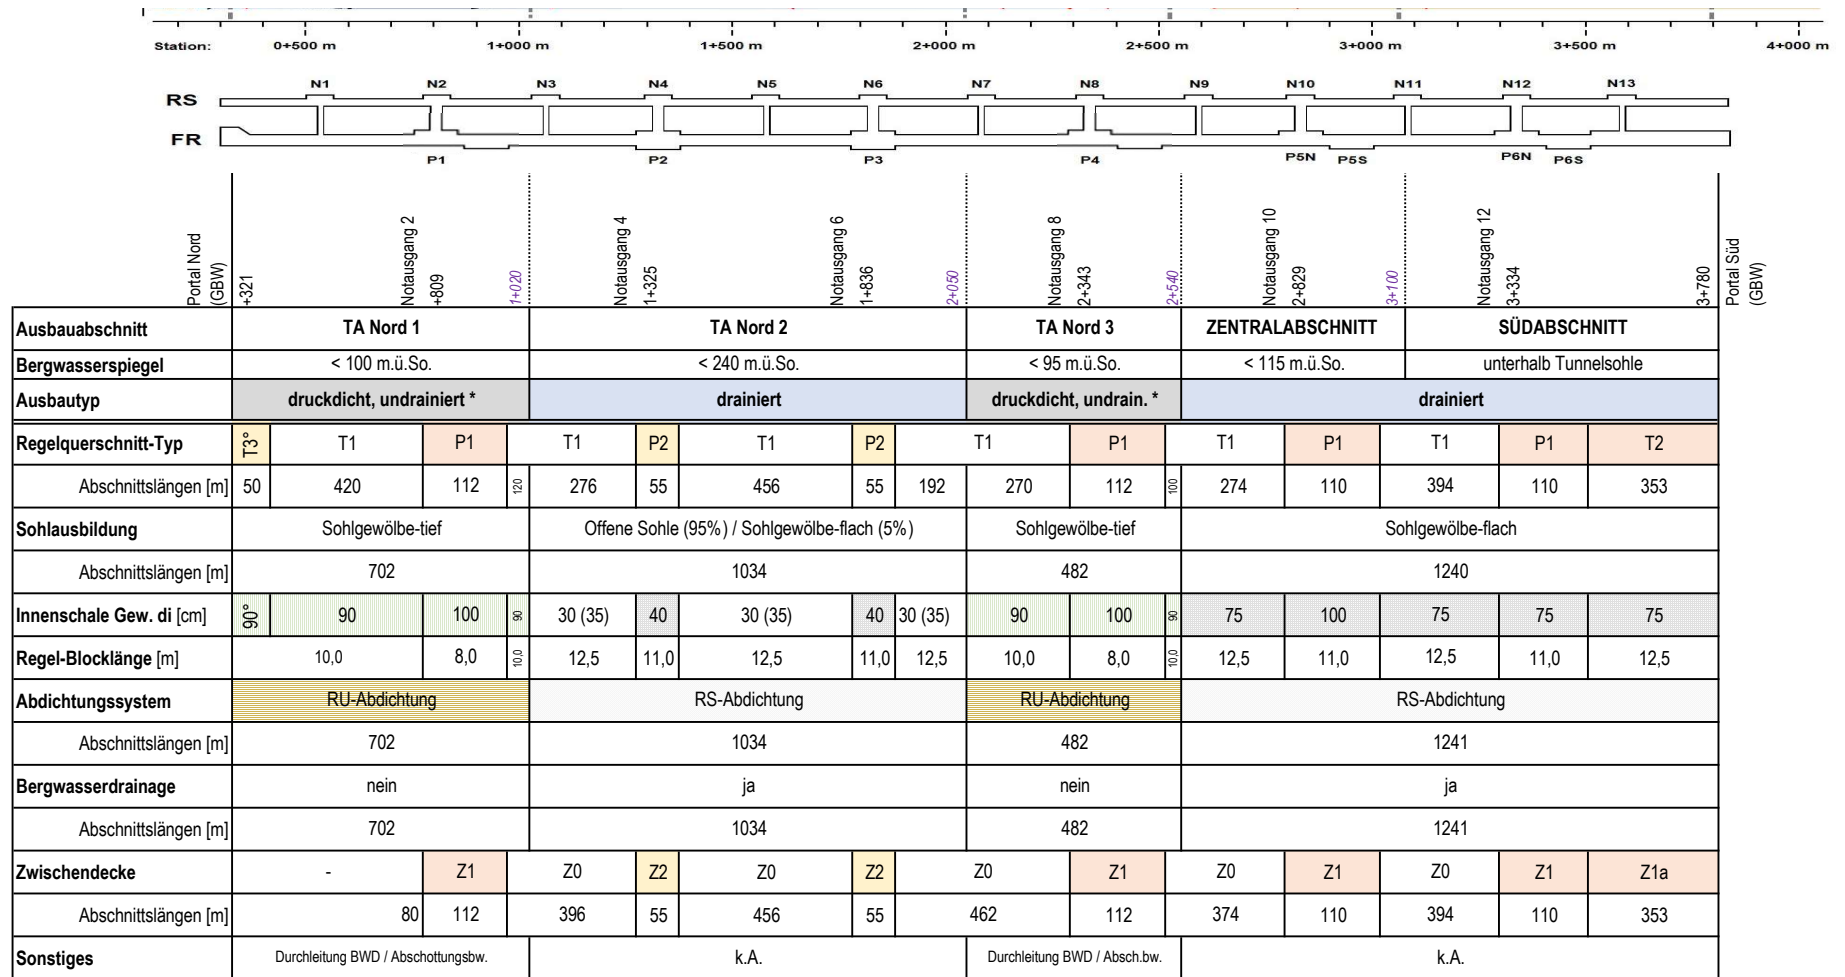 Station: 0+500 m 1+000 m 1+500 m 2+000 m 2+500 m 3+000 m 3+500 m 4+000 m
N1 N2 N3 N4 N5 N6 N7 N8 N9 N10 N11 N12 N13
RS
FR
P1 P2 P3 P4 P5N P5S P6N P6S
Portal Nord
(GBW)
+321
Notausgang 2
+809
1+020
Notausgang 4
1+325
Notausgang 6
1+836
2+050
Notausgang 8
2+343
2+540
Notausgang 10
2+829
3+100
Notausgang 12
3+334
3+780
Portal Süd
(GBW)
Ausbauabschnitt TA Nord 1 TA Nord 2 TA Nord 3 ZENTRALABSCHNITT SÜDABSCHNITT
Bergwasserspiegel < 100 m.ü.So. < 240 m.ü.So. < 95 m.ü.So. < 115 m.ü.So. unterhalb Tunnelsohle
Ausbautyp druckdicht, undrainiert * drainiert druckdicht, undrain. * drainiert
Regelquerschnitt-Typ T3° T1 P1 T1 P2 T1 P2 T1 P1 T1 P1 T1 P1 T2
Abschnittslängen [m] 50 420 112 120 276 55 456 55 192 270 112 100 274 110 394 110 353
Sohlausbildung Sohlgewölbe-tief Offene Sohle (95%) / Sohlgewölbe-flach (5%) Sohlgewölbe-tief Sohlgewölbe-flach
Abschnittslängen [m] 702 1034 482 1240
Innenschale Gew. di [cm] 90° 90 100 90 30 (35) 40 30 (35) 40 30 (35) 90 100 90 75 100 75 75 75
Regel-Blocklänge [m] 10,0 8,0 10,0 12,5 11,0 12,5 11,0 12,5 10,0 8,0 10,0 12,5 11,0 12,5 11,0 12,5
Abdichtungssystem RU-Abdichtung RS-Abdichtung RU-Abdichtung RS-Abdichtung
Abschnittslängen [m] 702 1034 482 1241
Bergwasserdrainage nein ja nein ja
Abschnittslängen [m] 702 1034 482 1241
Zwischendecke - Z1 Z0 Z2 Z0 Z2 Z0 Z1 Z0 Z1 Z0 Z1 Z1a
Abschnittslängen [m] 80 112 396 55 456 55 462 112 374 110 394 110 353
Sonstiges Durchleitung BWD / Abschottungsbw. k.A. Durchleitung BWD / Absch.bw. k.A.